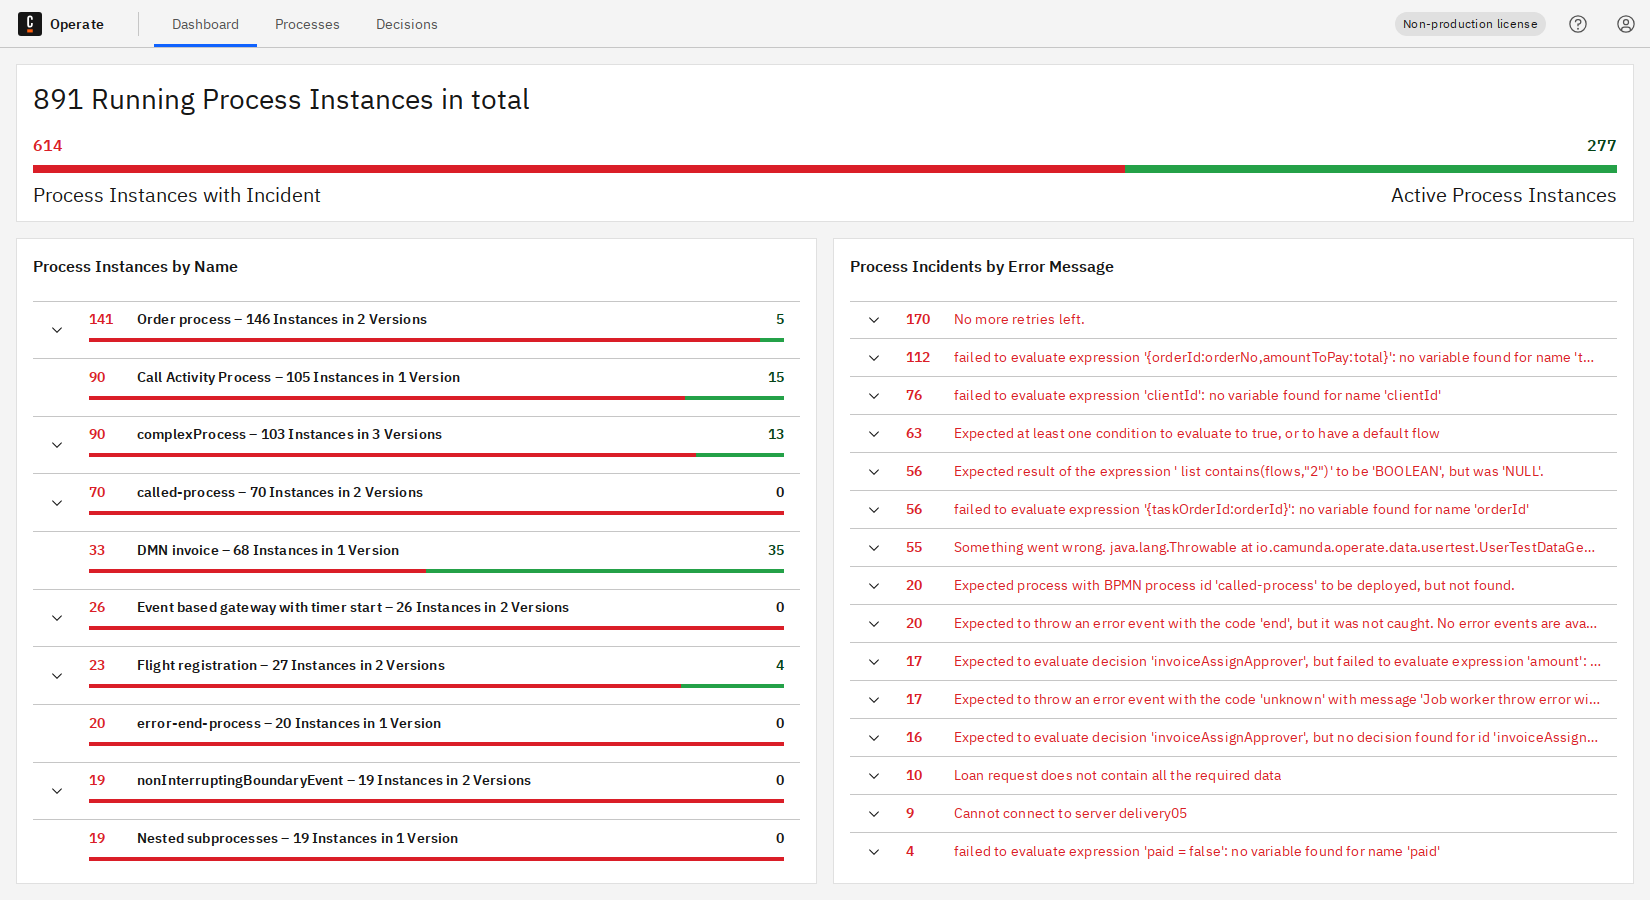 Operate
Dashboard
Processes
Decisions
Non-production license
891 Running Process Instances in total
614
277
Process Instances with Incident
Active Process Instances
Process Instances by Name
141 Order process – 146 Instances in 2 Versions 5
90 Call Activity Process – 105 Instances in 1 Version 15
90 complexProcess – 103 Instances in 3 Versions 13
70 called-process – 70 Instances in 2 Versions 0
33 DMN invoice – 68 Instances in 1 Version 35
26 Event based gateway with timer start – 26 Instances in 2 Versions 0
23 Flight registration – 27 Instances in 2 Versions 4
20 error-end-process – 20 Instances in 1 Version 0
19 nonInterruptingBoundaryEvent – 19 Instances in 2 Versions 0
19 Nested subprocesses – 19 Instances in 1 Version 0
Process Incidents by Error Message
170 No more retries left.
112 failed to evaluate expression '{orderId:orderNo,amountToPay:total}': no variable found for name 't...
76 failed to evaluate expression 'clientId': no variable found for name 'clientId'
63 Expected at least one condition to evaluate to true, or to have a default flow
56 Expected result of the expression ' list contains(flows,"2")' to be 'BOOLEAN', but was 'NULL'.
56 failed to evaluate expression '{taskOrderId:orderId}': no variable found for name 'orderId'
55 Something went wrong. java.lang.Throwable at io.camunda.operate.data.usertest.UserTestDataGe...
20 Expected process with BPMN process id 'called-process' to be deployed, but not found.
20 Expected to throw an error event with the code 'end', but it was not caught. No error events are ava...
17 Expected to evaluate decision 'invoiceAssignApprover', but failed to evaluate expression 'amount': ...
17 Expected to throw an error event with the code 'unknown' with message 'Job worker throw error wi...
16 Expected to evaluate decision 'invoiceAssignApprover', but no decision found for id 'invoiceAssign...
10 Loan request does not contain all the required data
9 Cannot connect to server delivery05
4 failed to evaluate expression 'paid = false': no variable found for name 'paid'